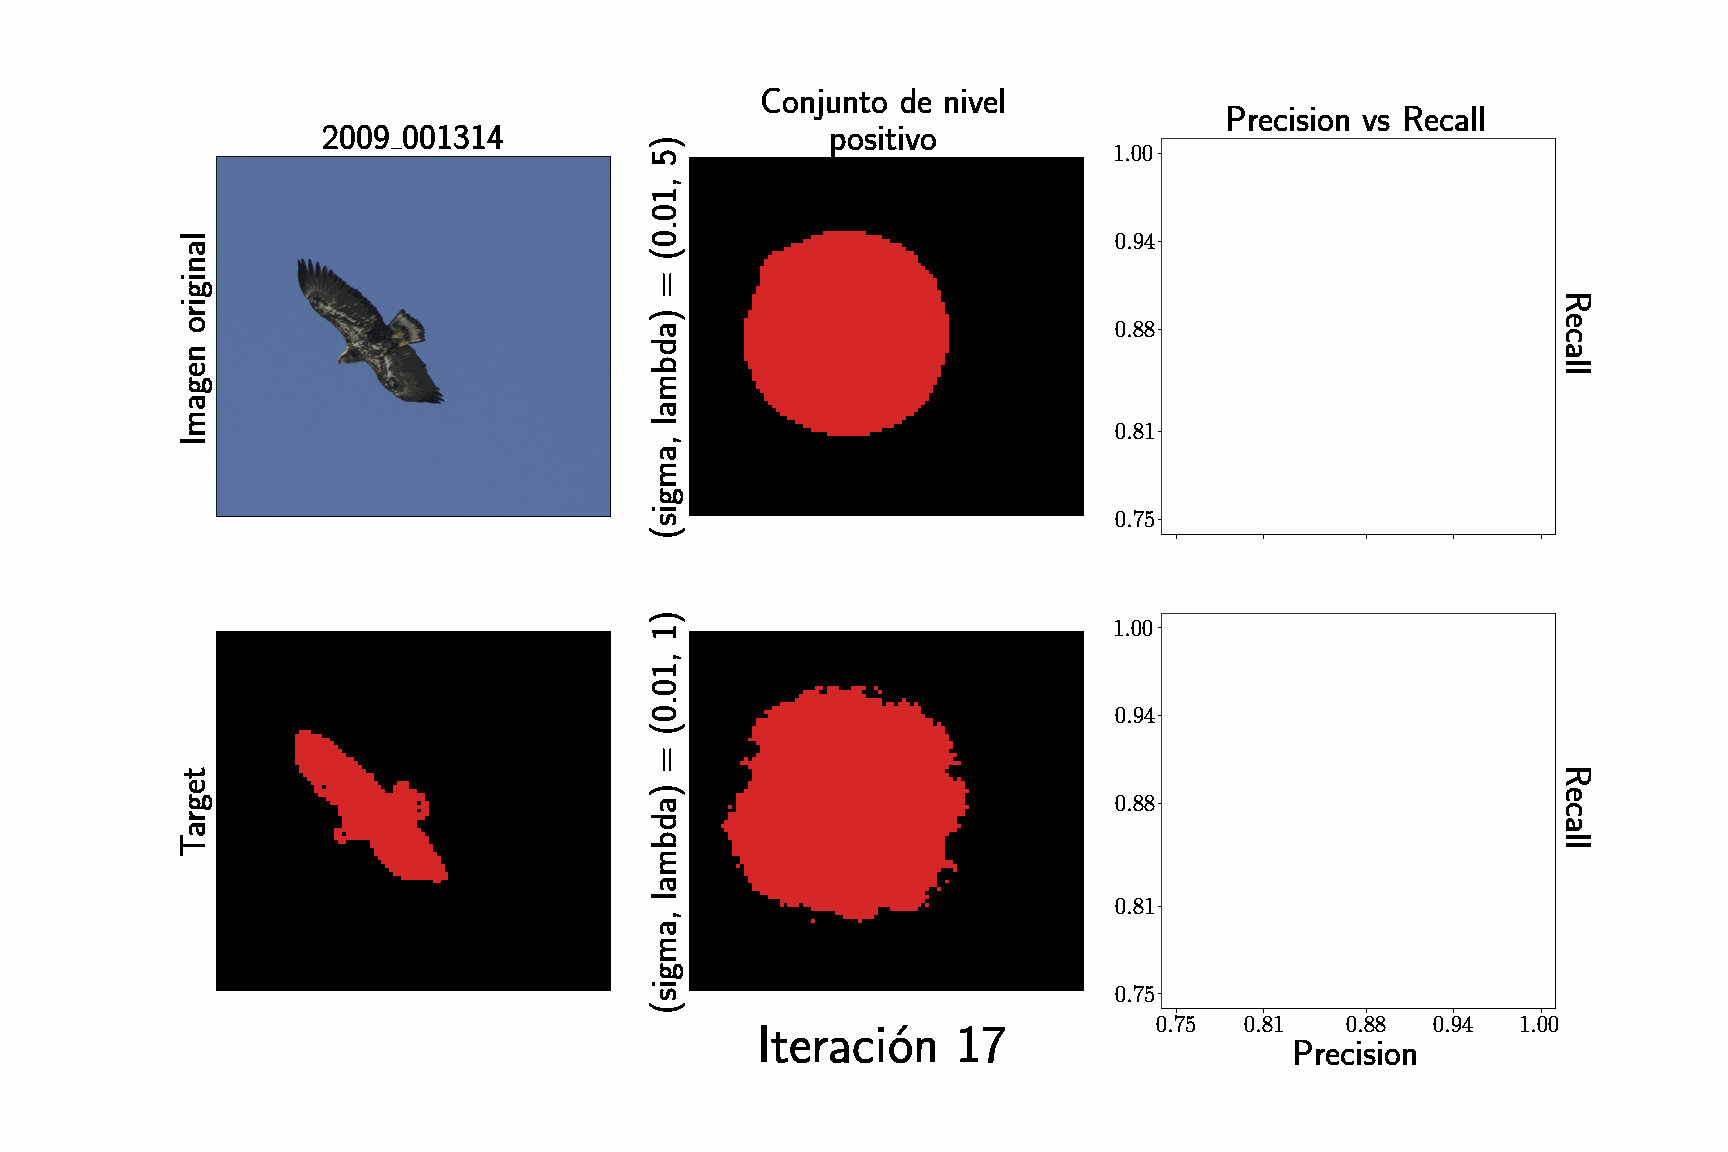 2009_001314
Imagen original
Conjunto de nivel
positivo
(sigma, lambda) = (0.01, 5)
Precision vs Recall
1.00
0.94
0.88
0.81
0.75
Recall
Target
(sigma, lambda) = (0.01, 1)
Iteración 17
1.00
0.94
0.88
0.81
0.75
0.75 0.81 0.88 0.94 1.00
Precision
Recall